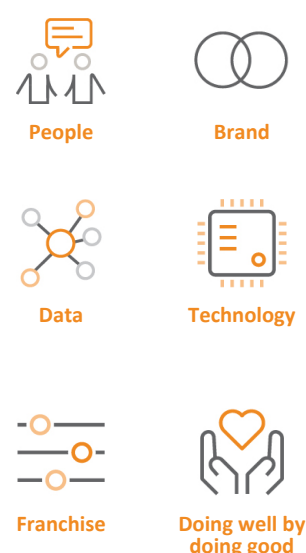 People
Brand
Data
Technology
Franchise
Doing well by
doing good